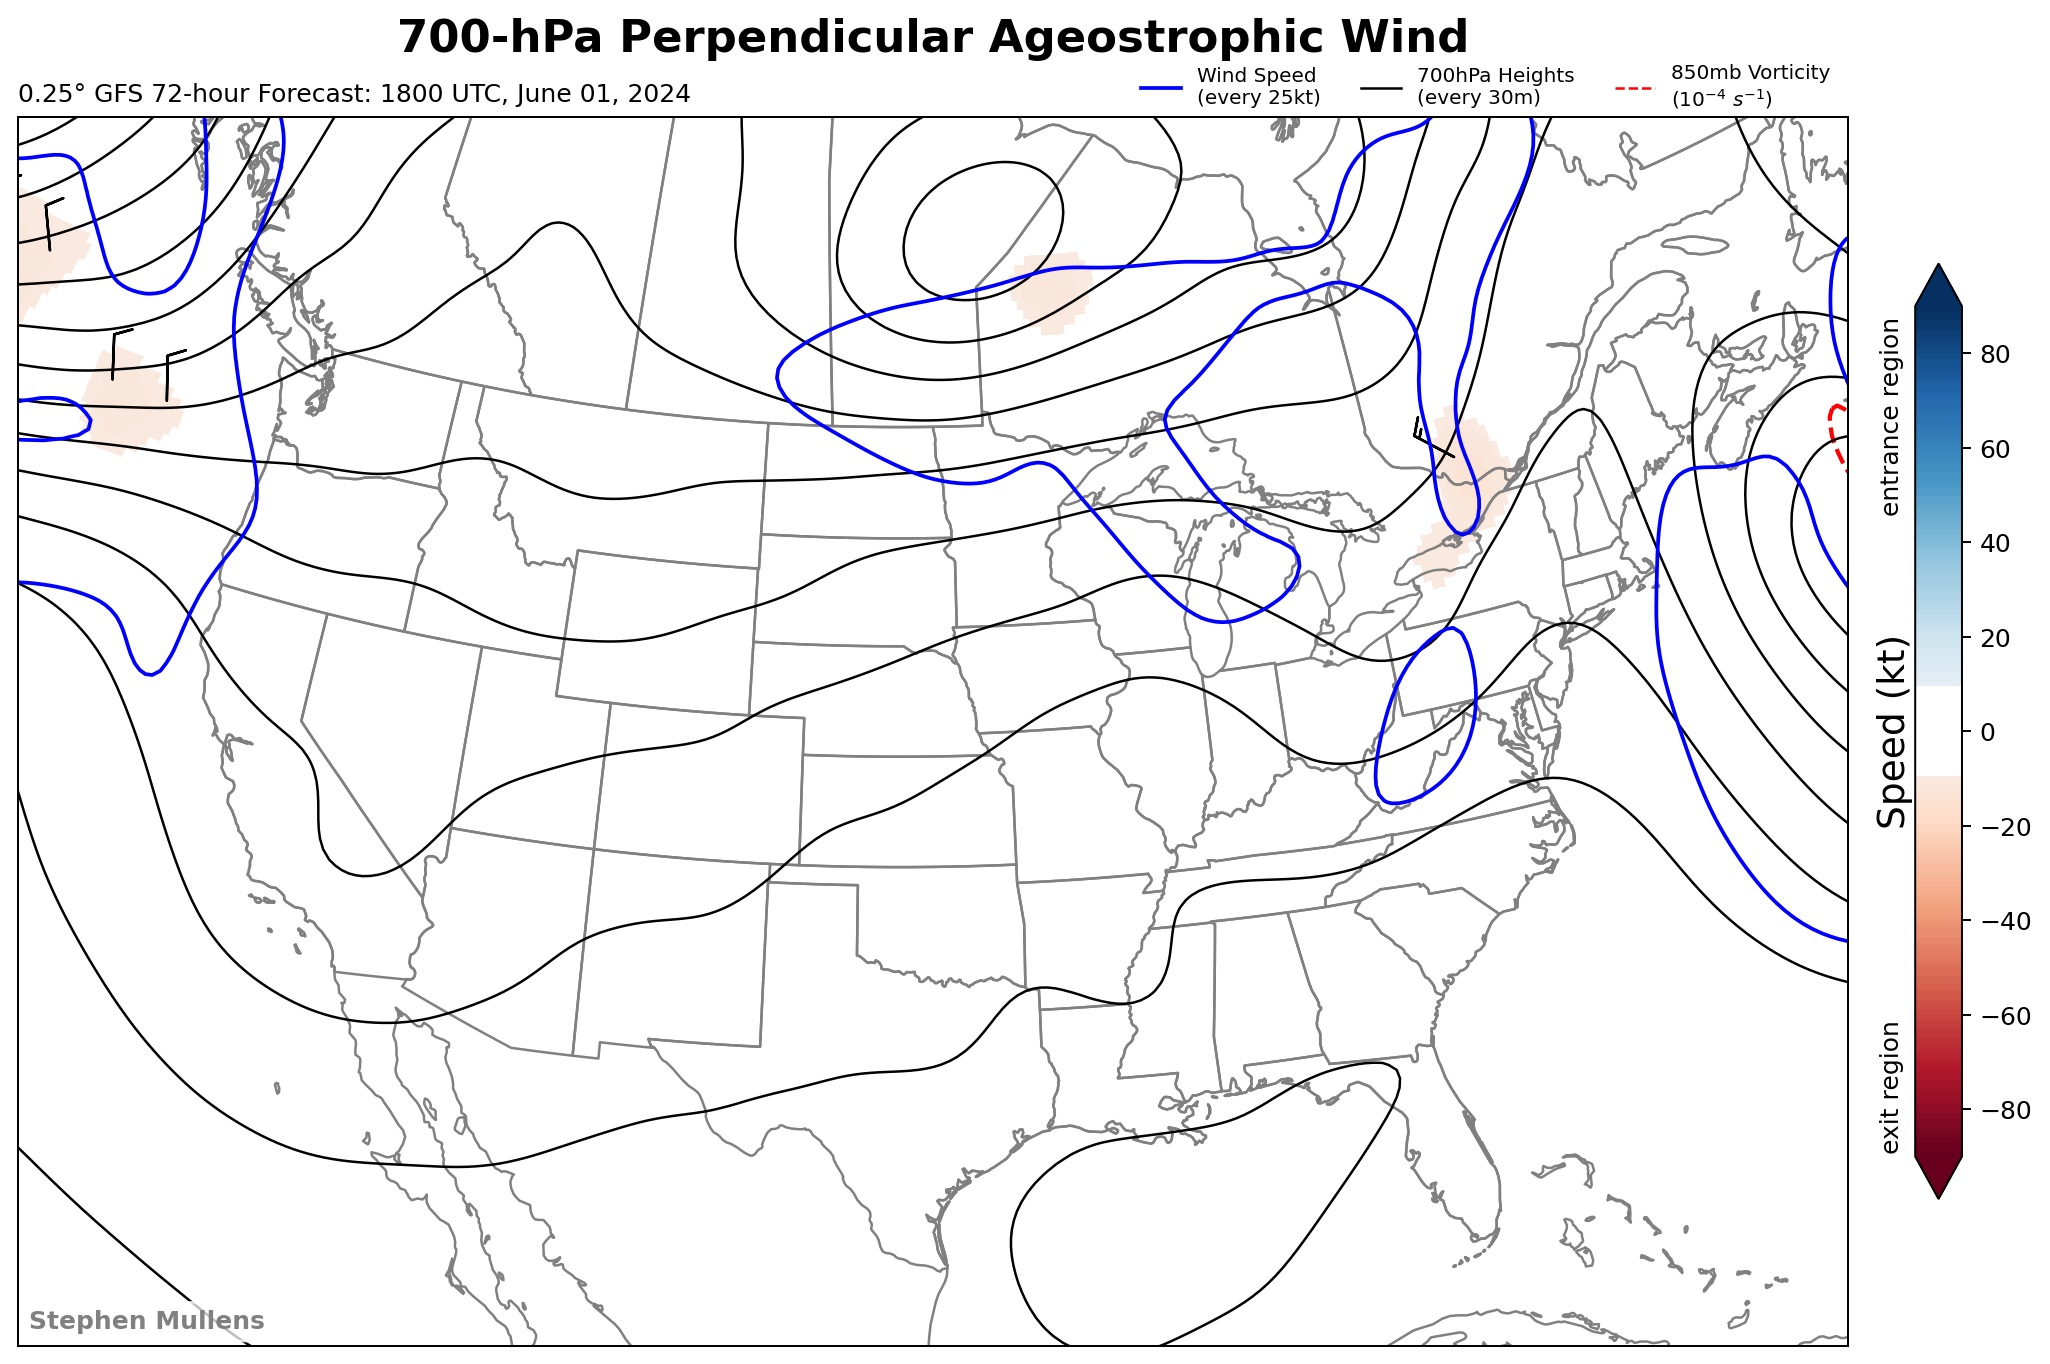 700-hPa Perpendicular Ageostrophic Wind
0.25° GFS 72-hour Forecast: 1800 UTC, June 01, 2024
Wind Speed
(every 25kt)
700hPa Heights
(every 30m)
850mb Vorticity
(10⁻⁴ s⁻¹)
entrance region
Speed (kt)
exit region
80
60
40
20
0
−20
−40
−60
−80
Stephen Mullens